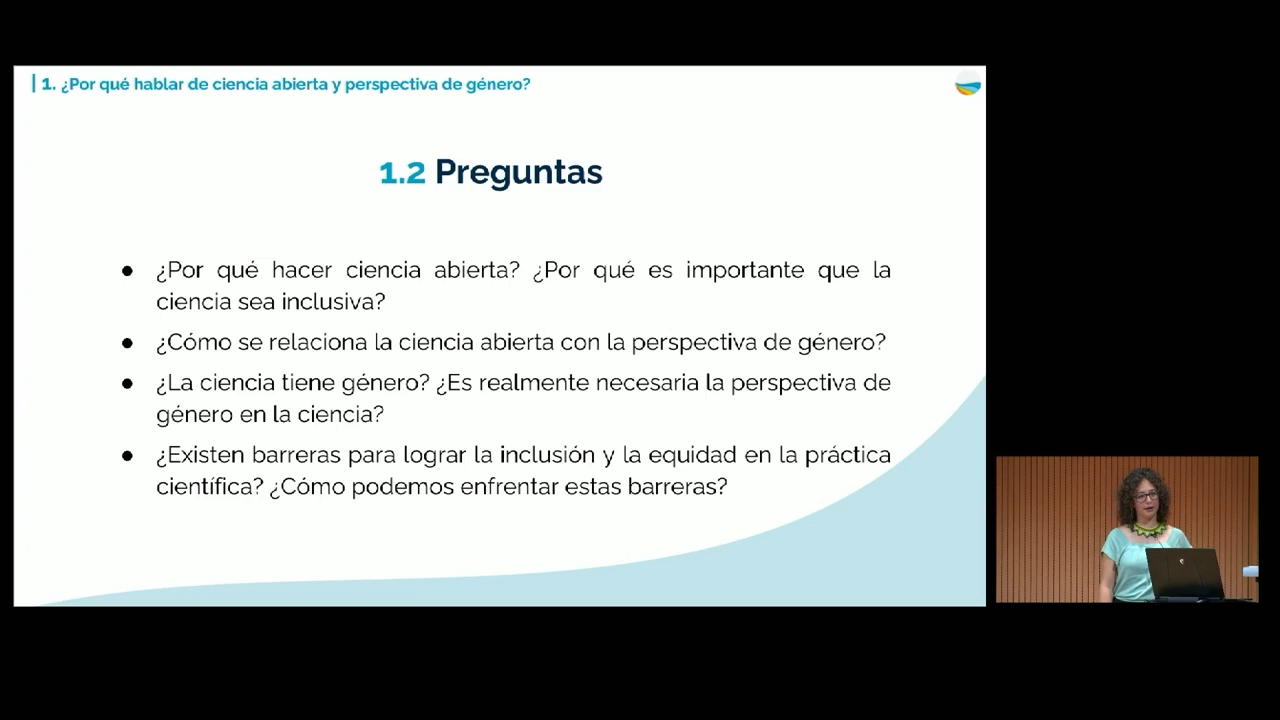 | 1. ¿Por qué hablar de ciencia abierta y perspectiva de género?
1.2 Preguntas
● ¿Por qué hacer ciencia abierta? ¿Por qué es importante que la
ciencia sea inclusiva?
● ¿Cómo se relaciona la ciencia abierta con la perspectiva de género?
● ¿La ciencia tiene género? ¿Es realmente necesaria la perspectiva de
género en la ciencia?
● ¿Existen barreras para lograr la inclusión y la equidad en la práctica
científica? ¿Cómo podemos enfrentar estas barreras?